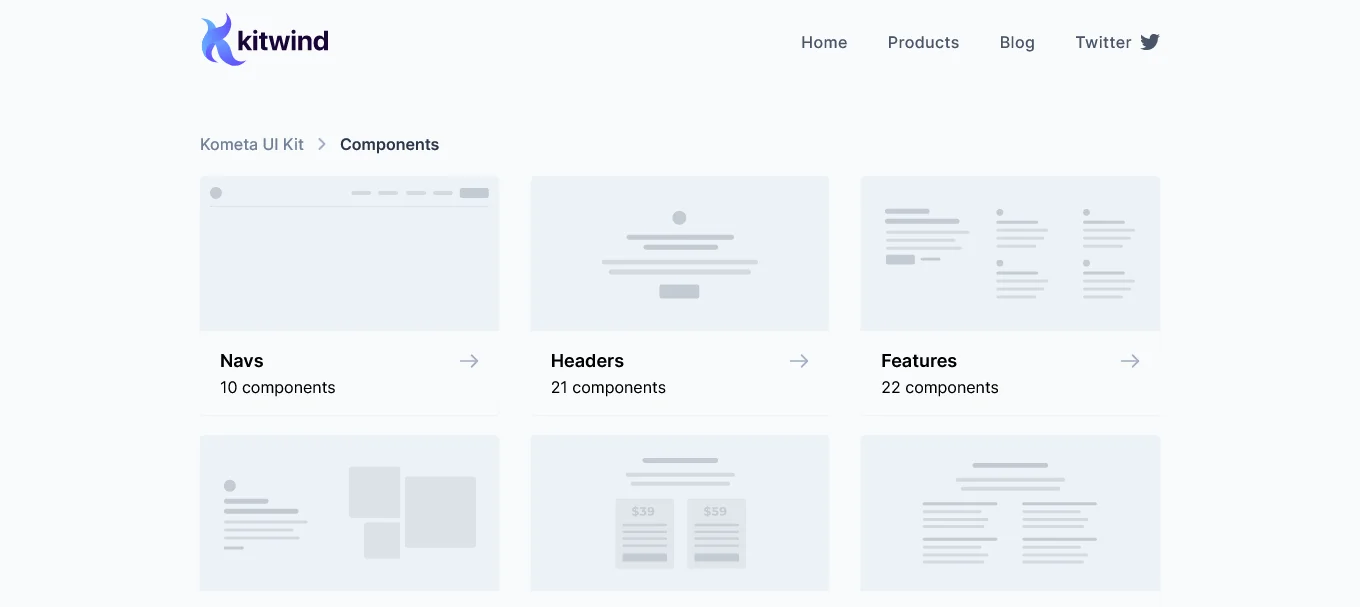 kitwind
Home Products Blog Twitter
Kometa UI Kit Components
Navs
10 components
Headers
21 components
Features
22 components
$39 $59